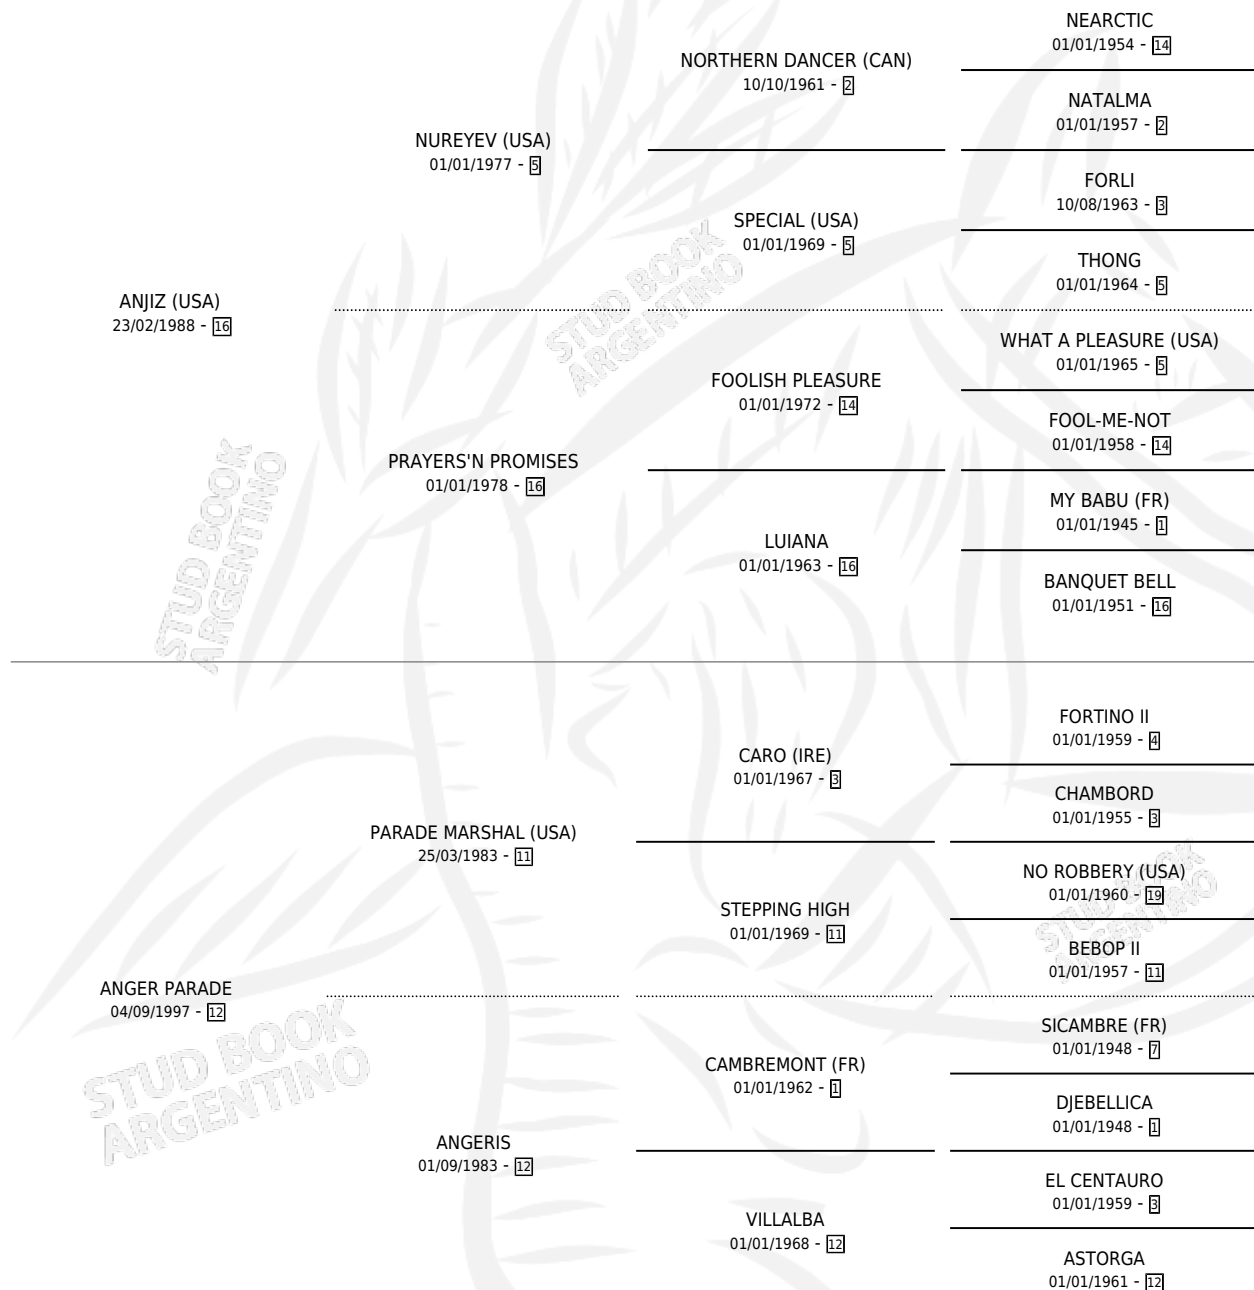 NEARCTIC
01/01/1954 - 14
NORTHERN DANCER (CAN)
10/10/1961 - 2
NATALMA
01/01/1957 - 2
NUREYEV (USA)
01/01/1977 - 5
FORLI
10/08/1963 - 3
SPECIAL (USA)
01/01/1969 - 5
THONG
01/01/1964 - 5
ANJIZ (USA)
23/02/1988 - 16
WHAT A PLEASURE (USA)
01/01/1965 - 5
FOOLISH PLEASURE
01/01/1972 - 14
FOOL-ME-NOT
01/01/1958 - 14
PRAYERS'N PROMISES
01/01/1978 - 16
MY BABU (FR)
01/01/1945 - 1
LUIANA
01/01/1963 - 16
BANQUET BELL
01/01/1951 - 16
FORTINO II
01/01/1959 - 4
CARO (IRE)
01/01/1967 - 3
CHAMBORD
01/01/1955 - 3
PARADE MARSHAL (USA)
25/03/1983 - 11
NO ROBBERY (USA)
01/01/1960 - 19
STEPPING HIGH
01/01/1969 - 11
BEBOP II
01/01/1957 - 11
ANGER PARADE
04/09/1997 - 12
SICAMBRE (FR)
01/01/1948 - 7
CAMBREMONT (FR)
01/01/1962 - 1
DJEBELLICA
01/01/1948 - 1
ANGERIS
01/09/1983 - 12
EL CENTAURO
01/01/1959 - 3
VILLALBA
01/01/1968 - 12
ASTORGA
01/01/1961 - 12
STUD BOOK
ARGENTINO
STUD BOOK
ARGENTINO
STUD BOOK
ARGENTINO
STUD BOOK
ARGENTINO